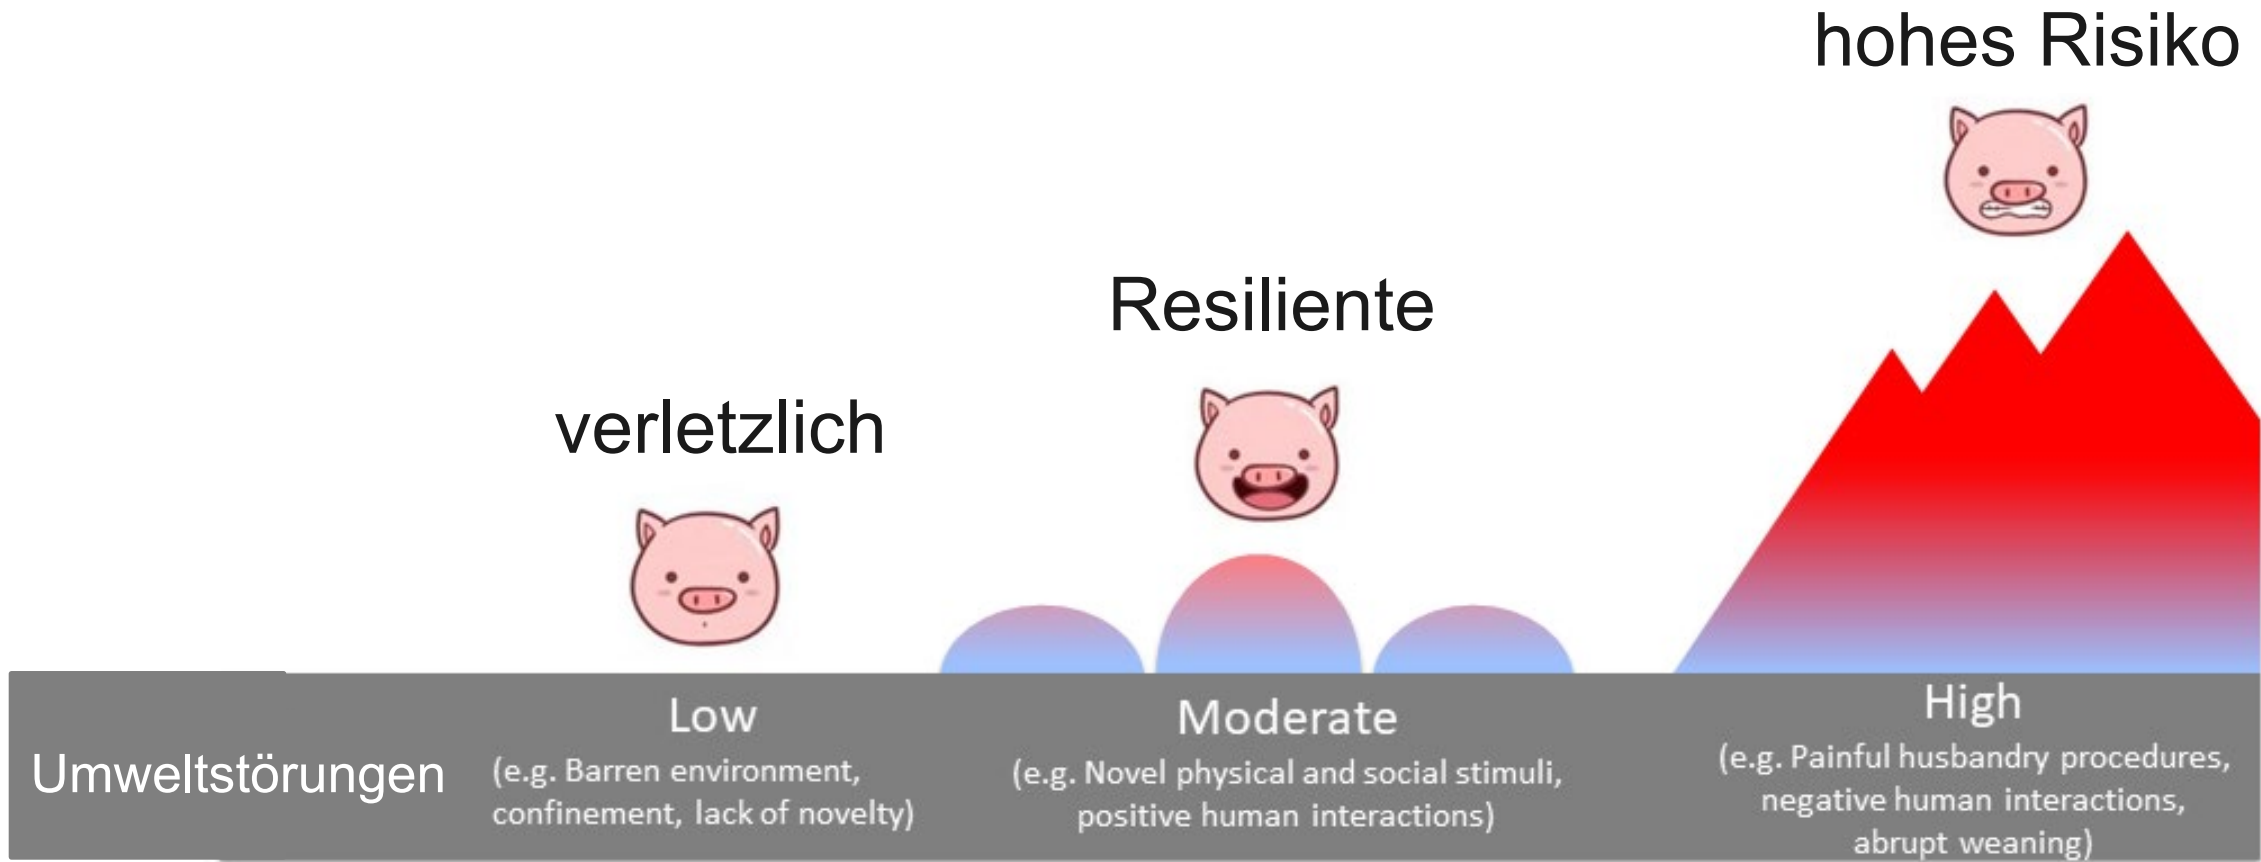 hohes Risiko
Resiliente
verletzlich
Umweltstörungen
Low
(e.g. Barren environment,
confinement, lack of novelty)
Moderate
(e.g. Novel physical and social stimuli,
positive human interactions)
High
(e.g. Painful husbandry procedures,
negative human interactions,
abrupt weaning)